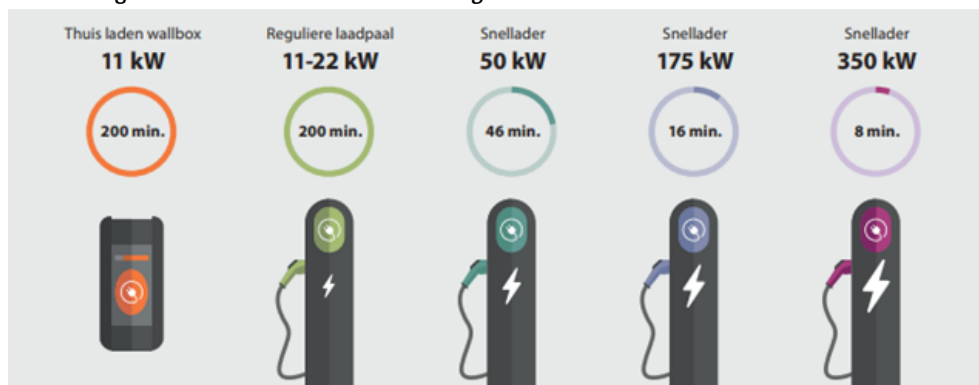 Thuis laden wallbox
11 kW
200 min.
Reguliere laadpaal
11-22 kW
200 min.
Snellader
50 kW
46 min.
Snellader
175 kW
16 min.
Snellader
350 kW
8 min.